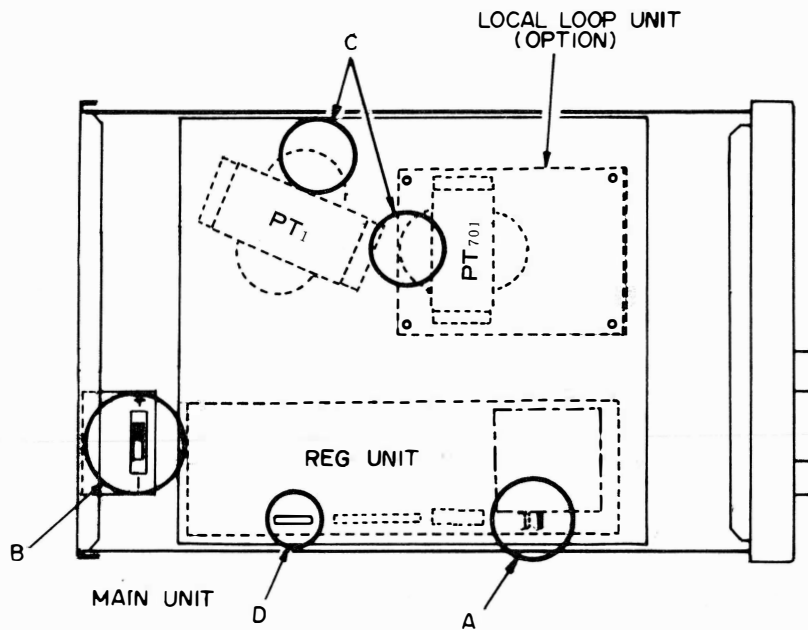 LOCAL LOOP UNIT
(OPTION)
C
PT1
PT701
REG UNIT
B
MAIN UNIT
D
A